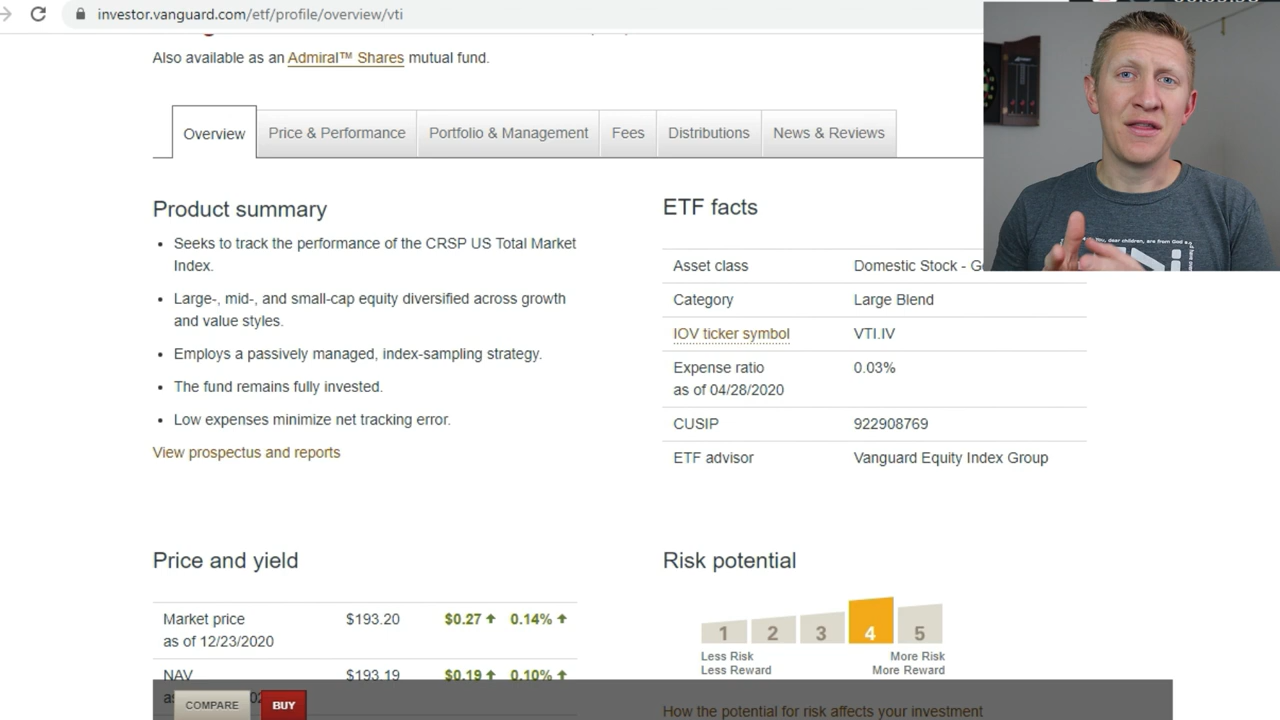 investor.vanguard.com/etf/profile/overview/vti
Also available as an Admiral™ Shares mutual fund.
Overview
Price & Performance
Portfolio & Management
Fees
Distributions
News & Reviews
Product summary
• Seeks to track the performance of the CRSP US Total Market
Index.
• Large-, mid-, and small-cap equity diversified across growth
and value styles.
• Employs a passively managed, index-sampling strategy.
• The fund remains fully invested.
• Low expenses minimize net tracking error.
View prospectus and reports
ETF facts
Asset class Domestic Stock -
Category Large Blend
IOV ticker symbol VTI.IV
Expense ratio 0.03%
as of 04/28/2020
CUSIP 922908769
ETF advisor Vanguard Equity Index Group
Price and yield
Market price $193.20 $0.27 0.14%
as of 12/23/2020
NAV $193.19 $0.19 0.10%
Risk potential
1 2 3 4 5
Less Risk More Risk
Less Reward More Reward
How the potential for risk affects your investment
COMPARE
BUY
you, dear children, are from God